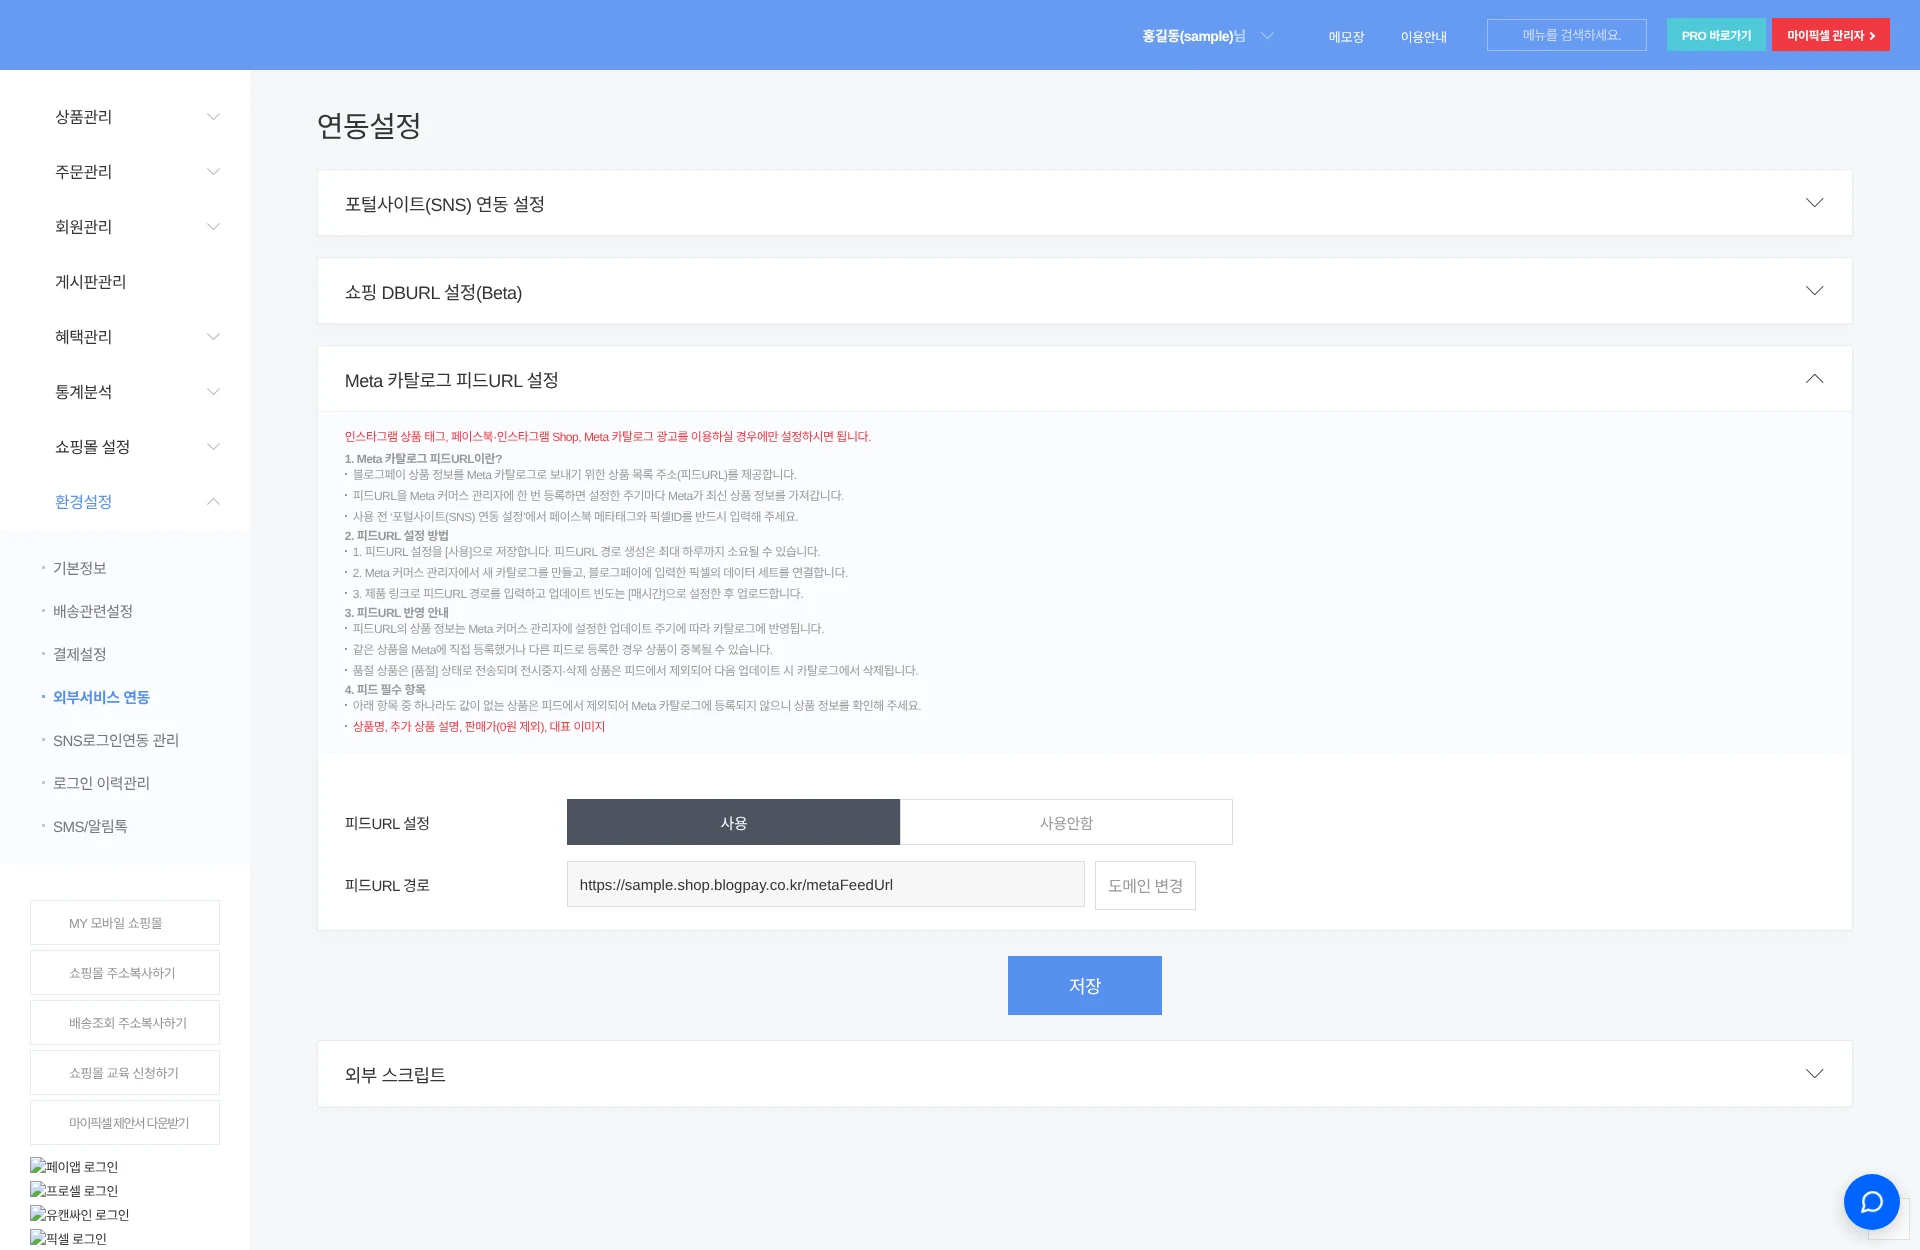 홍길동(sample)님
메모장
이용안내
메뉴를 검색하세요.
PRO 바로가기
마이픽셀 관리자
상품관리
주문관리
회원관리
게시판관리
혜택관리
통계분석
쇼핑몰 설정
환경설정
기본정보
배송관련설정
결제설정
외부서비스 연동
SNS로그인연동 관리
로그인 이력관리
SMS/알림톡
MY 모바일 쇼핑몰
쇼핑몰 주소복사하기
배송조회 주소복사하기
쇼핑몰 교육 신청하기
마이픽셀 제안서 다운받기
페이앱 로그인
프로셀 로그인
유캔싸인 로그인
픽셀 로그인
연동설정
포털사이트(SNS) 연동 설정
쇼핑 DBURL 설정(Beta)
Meta 카탈로그 피드URL 설정
인스타그램 상품 태그, 페이스북·인스타그램 Shop, Meta 카탈로그 광고를 이용하실 경우에만 설정하시면 됩니다.
1. Meta 카탈로그 피드URL이란?
블로그페이 상품 정보를 Meta 카탈로그로 보내기 위한 상품 목록 주소(피드URL)를 제공합니다.
피드URL을 Meta 커머스 관리자에 한 번 등록하면 설정한 주기마다 Meta가 최신 상품 정보를 가져갑니다.
사용 전 '포털사이트(SNS) 연동 설정'에서 페이스북 메타태그와 픽셀ID를 반드시 입력해 주세요.
2. 피드URL 설정 방법
1. 피드URL 설정을 [사용]으로 저장합니다. 피드URL 경로 생성은 최대 하루까지 소요될 수 있습니다.
2. Meta 커머스 관리자에서 새 카탈로그를 만들고, 블로그페이에 입력한 픽셀의 데이터 세트를 연결합니다.
3. 제품 링크로 피드URL 경로를 입력하고 업데이트 빈도는 [매시간]으로 설정한 후 업로드합니다.
3. 피드URL 반영 안내
피드URL의 상품 정보는 Meta 커머스 관리자에 설정한 업데이트 주기에 따라 카탈로그에 반영됩니다.
같은 상품을 Meta에 직접 등록했거나 다른 피드로 등록한 경우 상품이 중복될 수 있습니다.
품절 상품은 [품절] 상태로 전송되며 전시중지·삭제 상품은 피드에서 제외되어 다음 업데이트 시 카탈로그에서 삭제됩니다.
4. 피드 필수 항목
아래 항목 중 하나라도 값이 없는 상품은 피드에서 제외되어 Meta 카탈로그에 등록되지 않으니 상품 정보를 확인해 주세요.
상품명, 추가 상품 설명, 판매가(0원 제외), 대표 이미지
피드URL 설정
사용
사용안함
피드URL 경로
https://sample.shop.blogpay.co.kr/metaFeedUrl
도메인 변경
저장
외부 스크립트